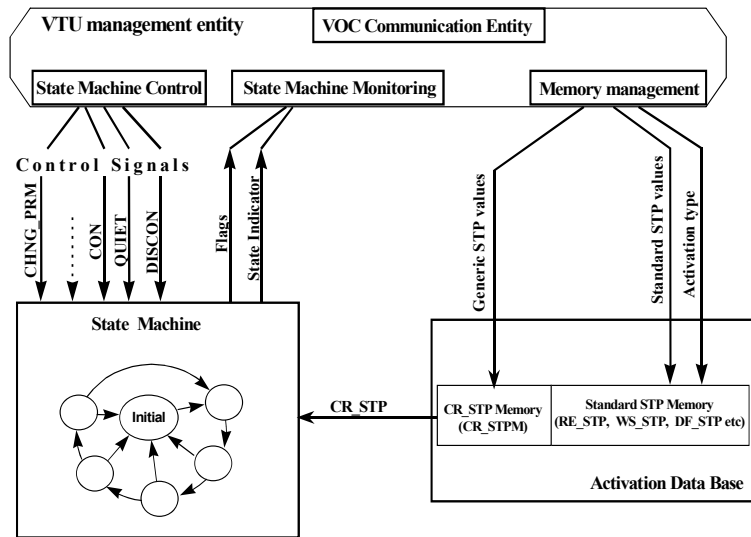 VTU management entity
VOC Communication Entity
State Machine Control
State Machine Monitoring
Memory management
Control Signals
CHNG_PRM
........
CON
QUIET
DISCON
Flags
State Indicator
Generic STP values
Standard STP values
Activation type
State Machine
Initial
CR_STP
CR_STP Memory
(CR_STPM)
Standard STP Memory
(RE_STP, WS_STP, DF_STP etc)
Activation Data Base